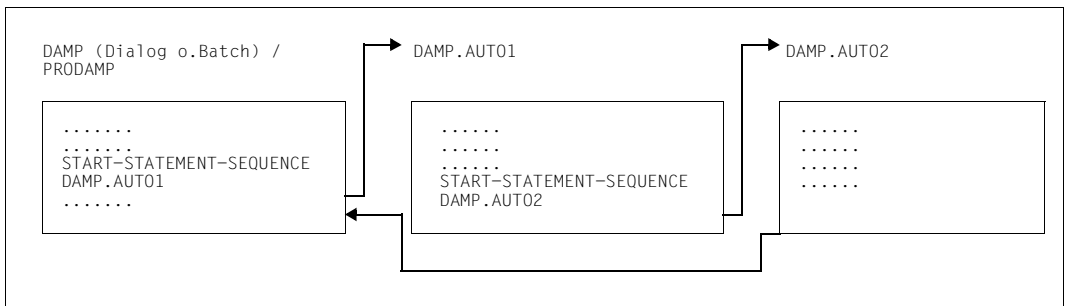 DAMP (Dialog o.Batch) /
PRODAMP
.......
.......
START-STATEMENT-SEQUENCE
DAMP.AUTO1
.......
DAMP.AUTO1
......
......
......
START-STATEMENT-SEQUENCE
DAMP.AUTO2
DAMP.AUTO2
......
......
......
......